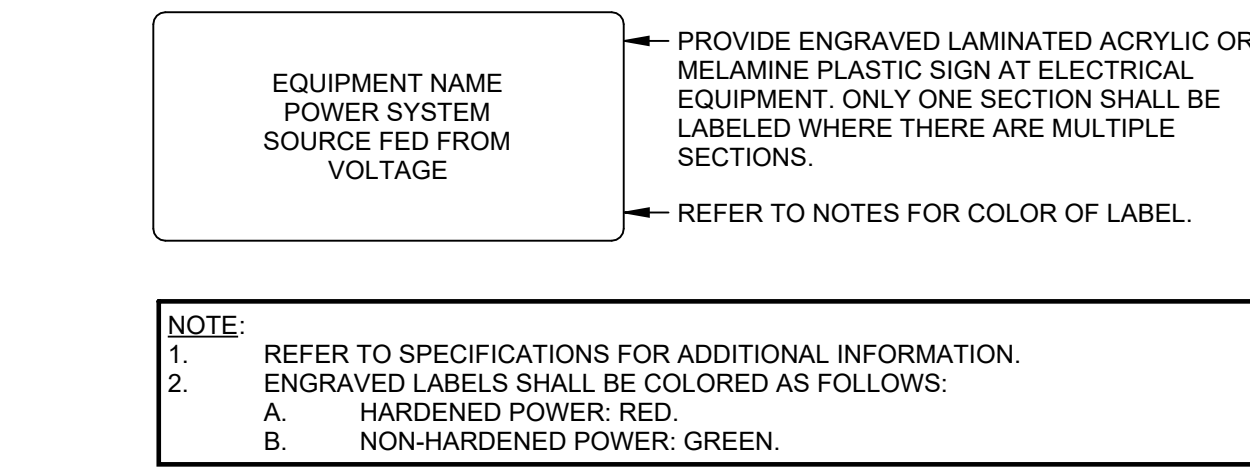 EQUIPMENT NAME
POWER SYSTEM
SOURCE FED FROM
VOLTAGE
PROVIDE ENGRAVED LAMINATED ACRYLIC OR
MELAMINE PLASTIC SIGN AT ELECTRICAL
EQUIPMENT. ONLY ONE SECTION SHALL BE
LABELED WHERE THERE ARE MULTIPLE
SECTIONS.
REFER TO NOTES FOR COLOR OF LABEL.
NOTE:
1. REFER TO SPECIFICATIONS FOR ADDITIONAL INFORMATION.
2. ENGRAVED LABELS SHALL BE COLORED AS FOLLOWS:
A. HARDENED POWER: RED.
B. NON-HARDENED POWER: GREEN.